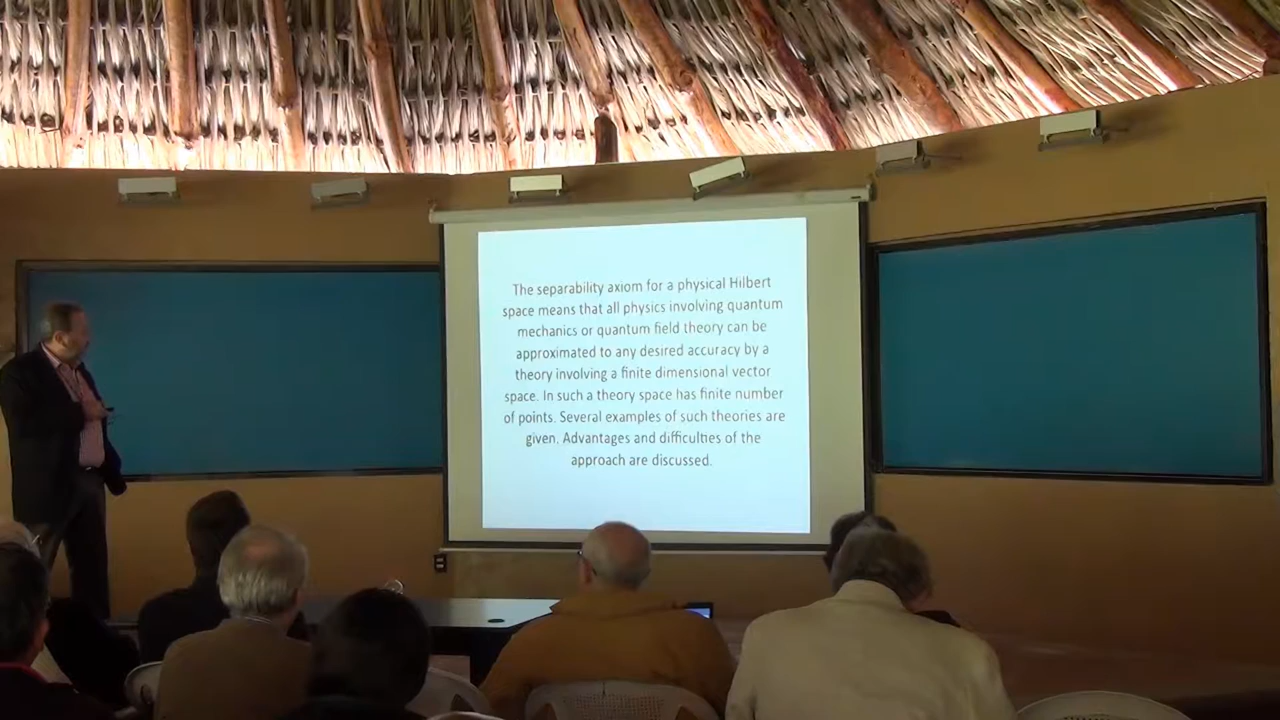 The separability axiom for a physical Hilbert
space means that all physics involving quantum
mechanics or quantum field theory can be
approximated to any desired accuracy by a
theory involving a finite dimensional vector
space. In such a theory space has finite number
of points. Several examples of such theories are
given. Advantages and difficulties of the
approach are discussed.